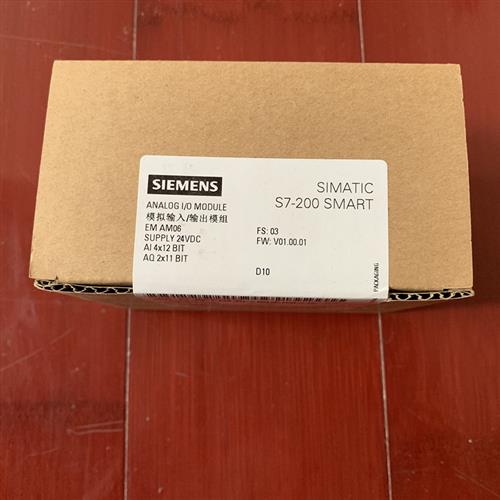 SIEMENS
SIMATIC
S7-200 SMART
ANALOG I/O MODULE
模拟输入/输出模组
EM AM06
SUPPLY 24VDC
AI 4x12 BIT
AQ 2x11 BIT
FS: 03
FW: V01.00.01
D10
PACKAGING